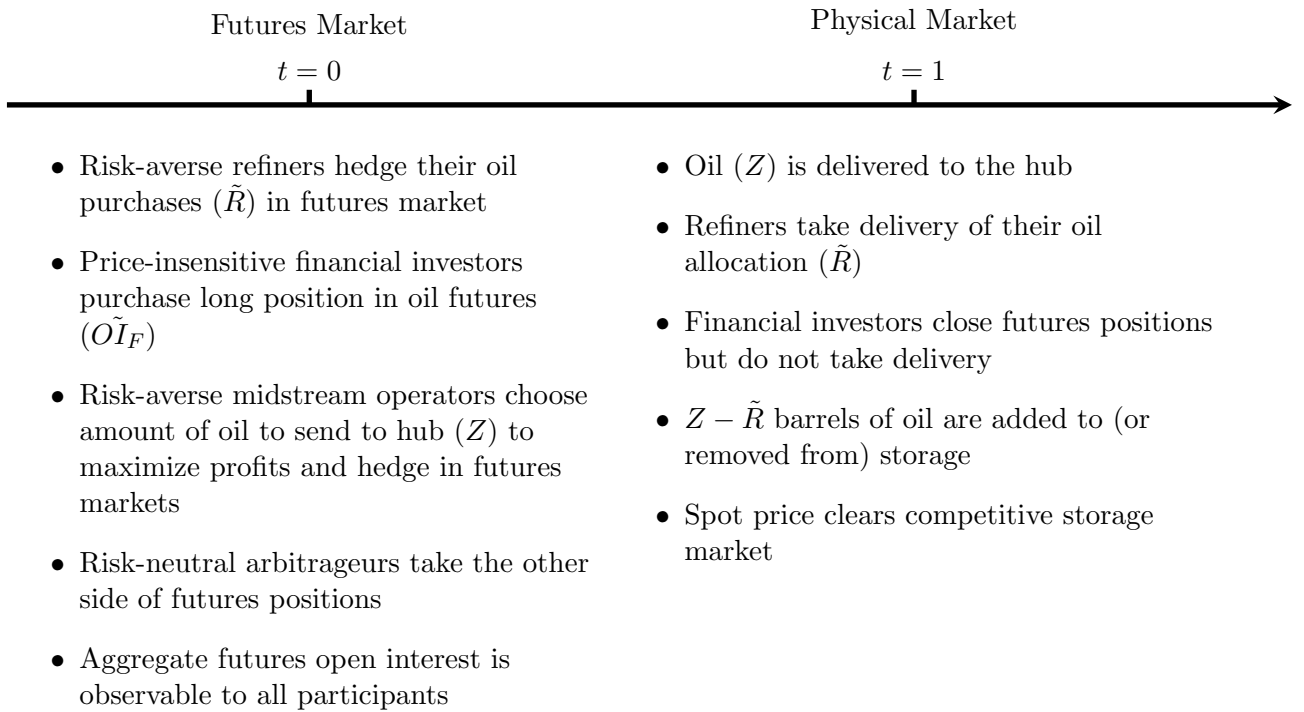 Futures Market
Physical Market
t = 0
t = 1
• Risk-averse refiners hedge their oil
purchases (R̃) in futures market
• Price-insensitive financial investors
purchase long position in oil futures
(ÕI_F)
• Risk-averse midstream operators choose
amount of oil to send to hub (Z) to
maximize profits and hedge in futures
markets
• Risk-neutral arbitrageurs take the other
side of futures positions
• Aggregate futures open interest is
observable to all participants
• Oil (Z) is delivered to the hub
• Refiners take delivery of their oil
allocation (R̃)
• Financial investors close futures positions
but do not take delivery
• Z − R̃ barrels of oil are added to (or
removed from) storage
• Spot price clears competitive storage
market